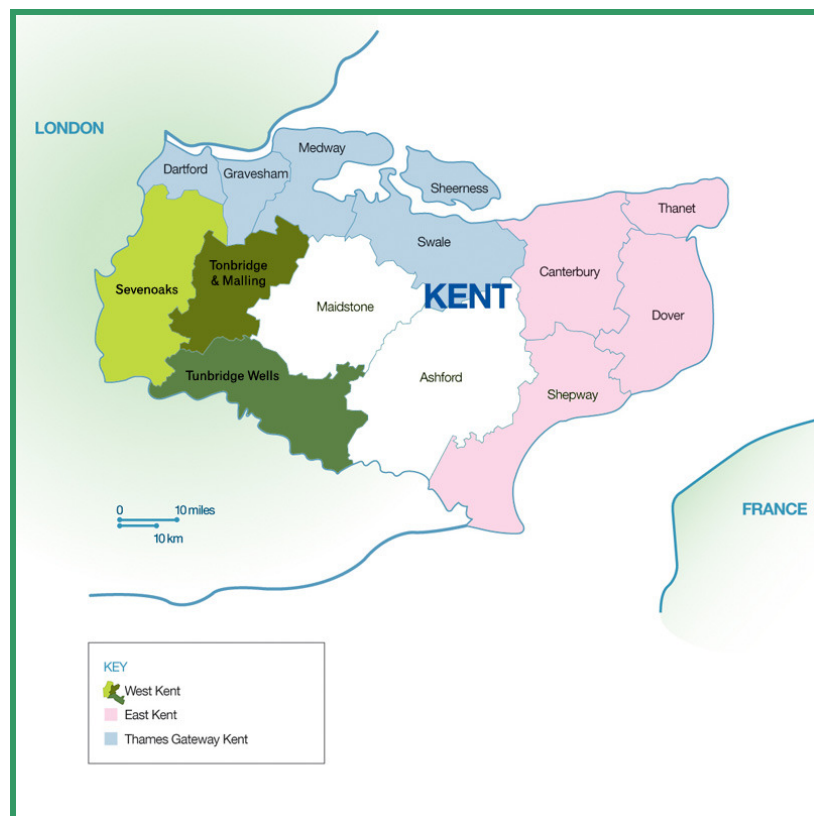 LONDON
Medway
Dartford
Gravesham
Sheerness
Thanet
Swale
Tonbridge
& Malling
Canterbury
Sevenoaks
KENT
Maidstone
Dover
Tunbridge Wells
Ashford
Shepway
0 10 miles
10 km
FRANCE
KEY
West Kent
East Kent
Thames Gateway Kent